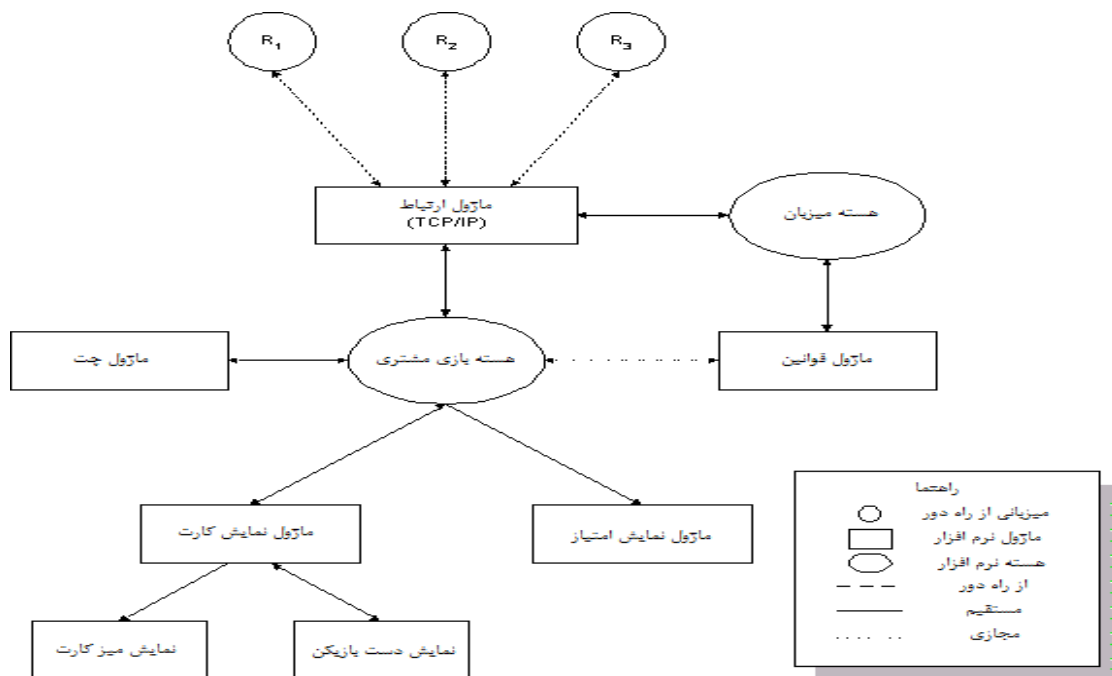 R1
R2
R3
ماژول ارتباط
(TCP/IP)
هسته میزبان
ماژول چت
هسته بازی مشتری
ماژول قوانین
ماژول نمایش کارت
ماژول نمایش امتیاز
نمایش میز کارت
نمایش دست بازیکن
راهتما
میزبانی از راه دور
ماژول نرم افزار
هسته نرم افزار
از راه دور
مستقیم
مجازی